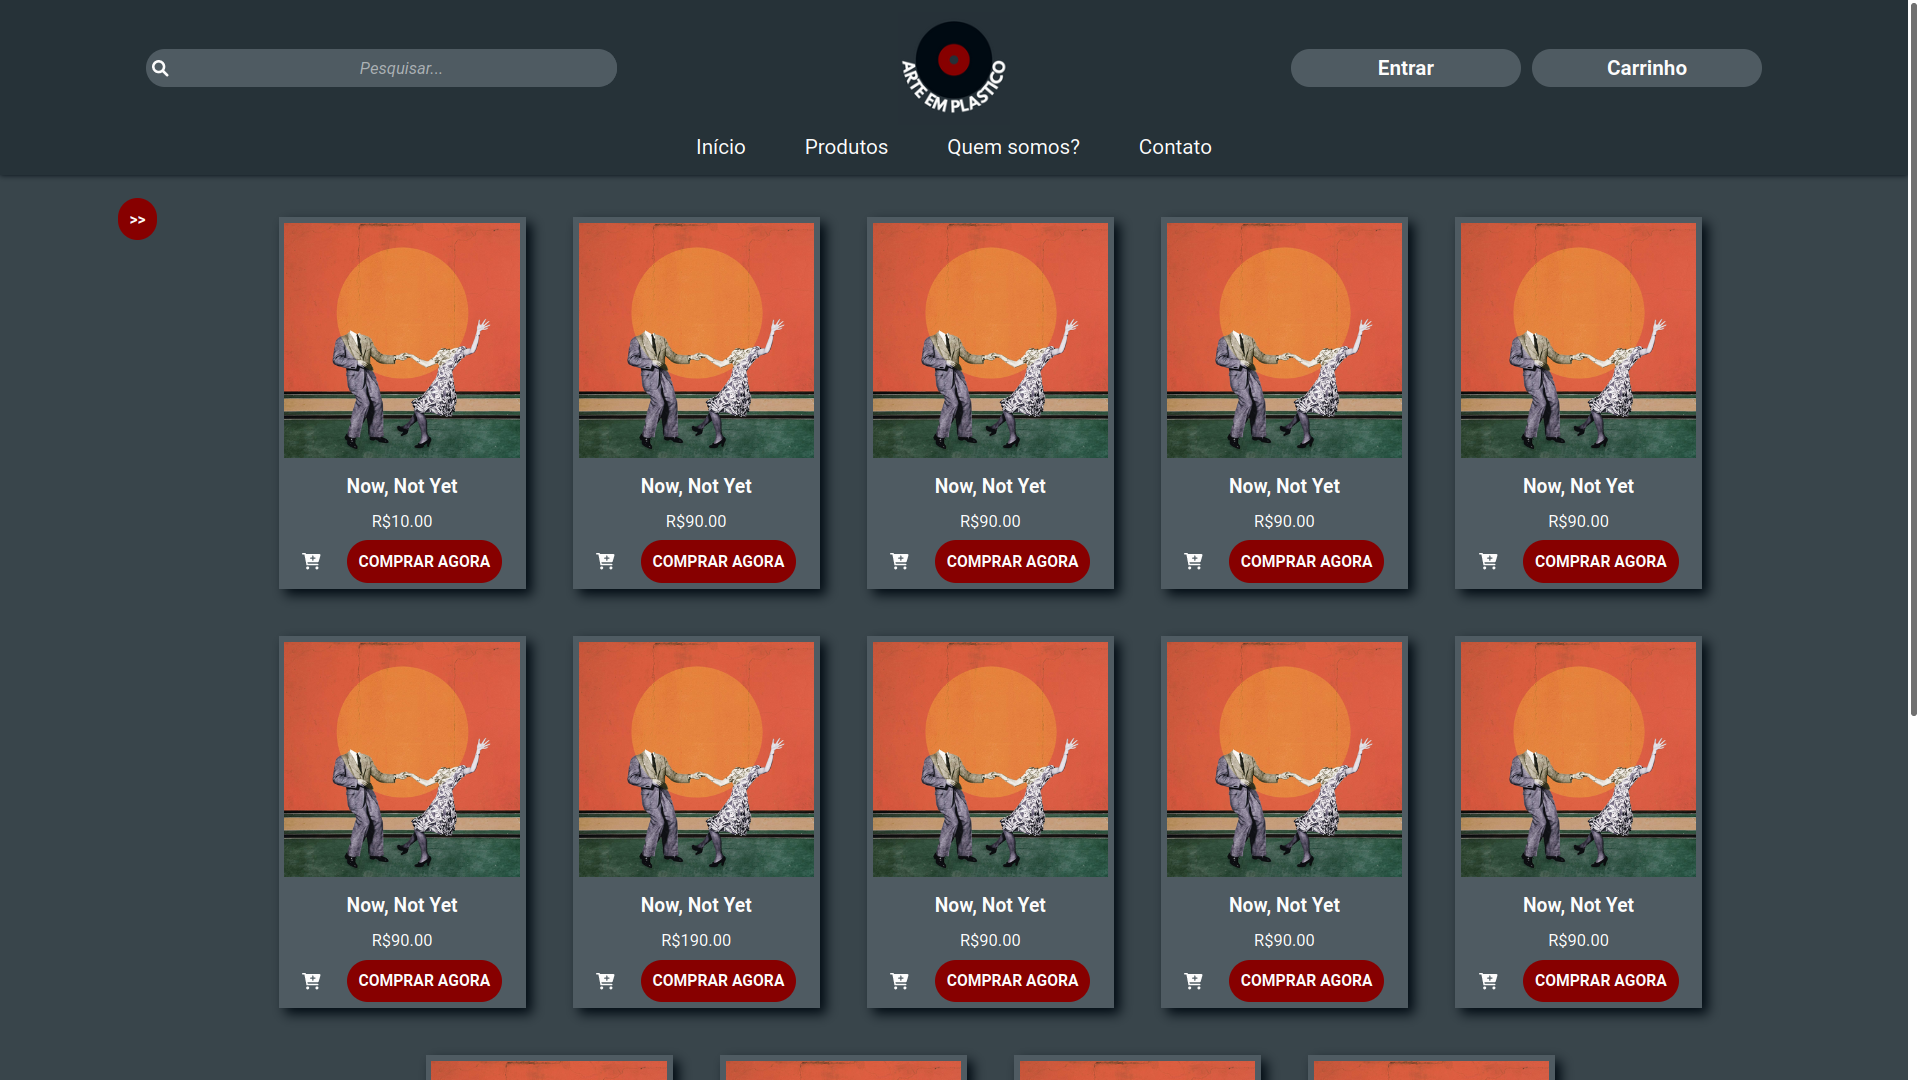 Pesquisar...
ARTE EM PLASTICO
Entrar
Carrinho
Início
Produtos
Quem somos?
Contato
>>
Now, Not Yet
Now, Not Yet
Now, Not Yet
Now, Not Yet
Now, Not Yet
R$10.00
R$90.00
R$90.00
R$90.00
R$90.00
COMPRAR AGORA
COMPRAR AGORA
COMPRAR AGORA
COMPRAR AGORA
COMPRAR AGORA
Now, Not Yet
Now, Not Yet
Now, Not Yet
Now, Not Yet
Now, Not Yet
R$90.00
R$190.00
R$90.00
R$90.00
R$90.00
COMPRAR AGORA
COMPRAR AGORA
COMPRAR AGORA
COMPRAR AGORA
COMPRAR AGORA